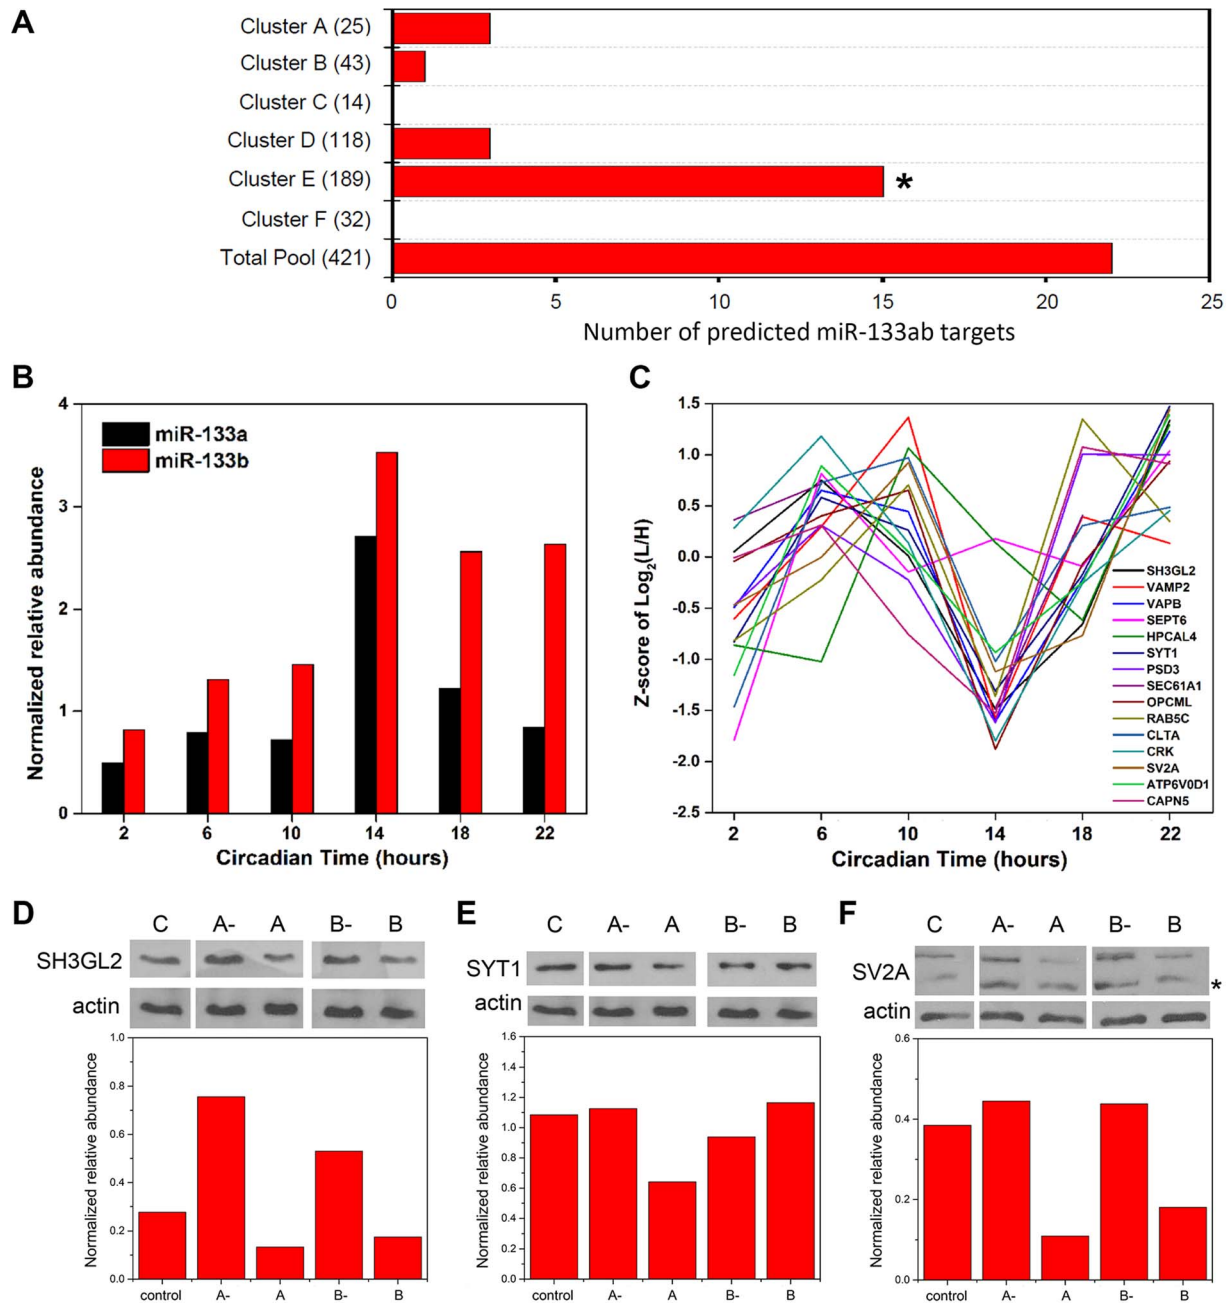 A
Cluster A (25)
Cluster B (43)
Cluster C (14)
Cluster D (118)
Cluster E (189)
*
Cluster F (32)
Total Pool (421)
0 5 10 15 20 25
Number of predicted miR-133ab targets
B
4
3
2
1
0
Normalized relative abundance
miR-133a
miR-133b
2 6 10 14 18 22
Circadian Time (hours)
C
1.5
1.0
0.5
0.0
-0.5
-1.0
-1.5
-2.0
-2.5
Z-score of Log2(L/H)
SH3GL2
VAMP2
VAPB
SEPT6
HPCAL4
SYT1
PSD3
SEC61A1
OPCML
RAB5C
CLTA
CRK
SV2A
ATP6V0D1
CAPN5
2 6 10 14 18 22
Circadian Time (hours)
D
C A- A B- B
SH3GL2
actin
1.0
0.8
0.6
0.4
0.2
0.0
Normalized relative abundance
control A- A B- B
E
C A- A B- B
SYT1
actin
1.6
1.4
1.2
1.0
0.8
0.6
0.4
0.2
0.0
Normalized relative abundance
control A- A B- B
F
C A- A B- B
SV2A
*
actin
0.6
0.4
0.2
0.0
Normalized relative abundance
control A- A B- B